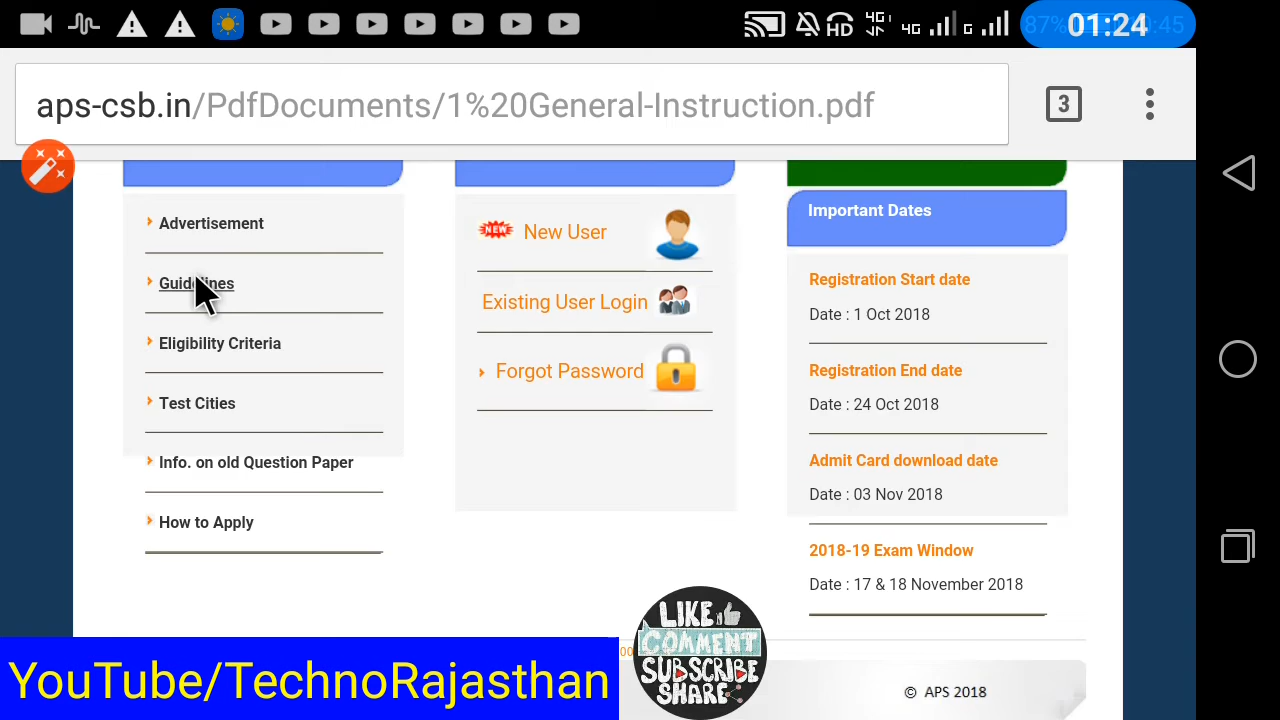 01:24
aps-csb.in/PdfDocuments/1%20General-Instruction.pdf
3
Advertisement
Guidelines
Eligibility Criteria
Test Cities
Info. on old Question Paper
How to Apply
NEW New User
Existing User Login
Forgot Password
Important Dates
Registration Start date
Date : 1 Oct 2018
Registration End date
Date : 24 Oct 2018
Admit Card download date
Date : 03 Nov 2018
2018-19 Exam Window
Date : 17 & 18 November 2018
LIKE
COMMENT
SUBSCRIBE
SHARE
YouTube/TechnoRajasthan
© APS 2018